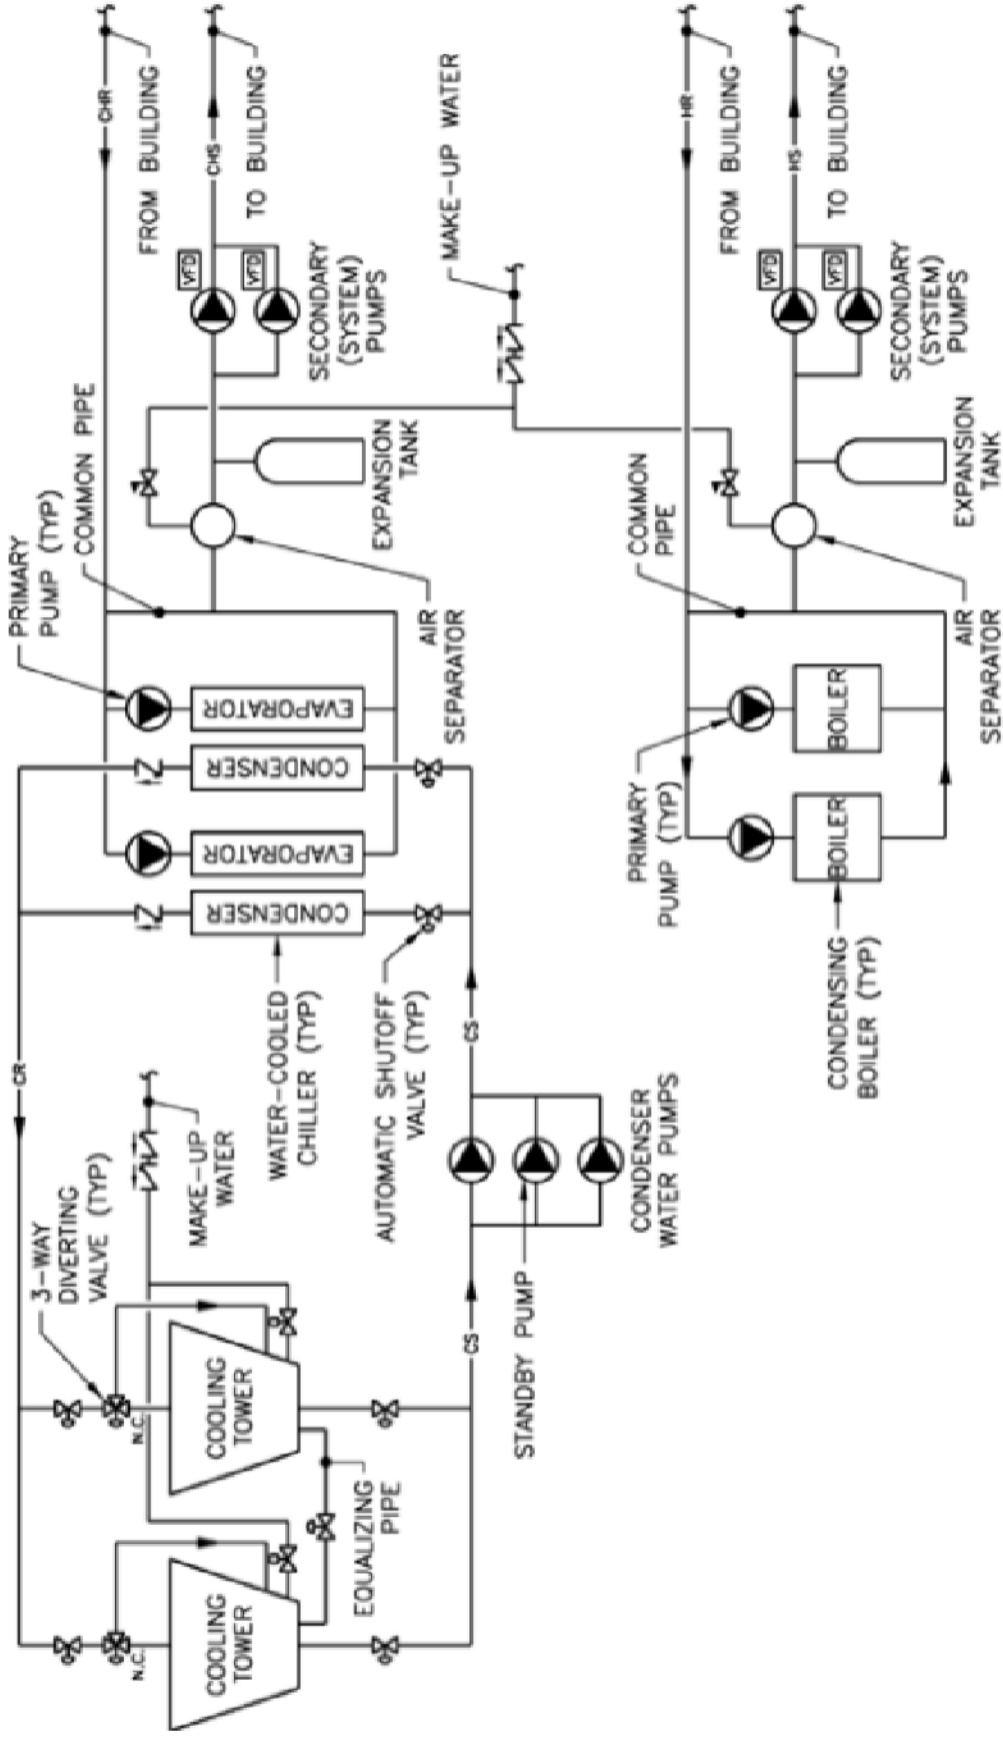 3-WAY
DIVERTING
VALVE (TYP)
CR
PRIMARY
PUMP (TYP)
COMMON PIPE
CHR
FROM BUILDING
N.C.
N.C.
COOLING
TOWER
COOLING
TOWER
MAKE-UP
WATER
WATER-COOLED
CHILLER (TYP)
CONDENSER
EVAPORATOR
CONDENSER
EVAPORATOR
VFD
VFD
CHS
TO BUILDING
SECONDARY
(SYSTEM)
PUMPS
EXPANSION
TANK
AIR
SEPARATOR
EQUALIZING
PIPE
AUTOMATIC SHUTOFF
VALVE (TYP)
MAKE-UP WATER
CS
CS
STANDBY PUMP
CONDENSER
WATER PUMPS
PRIMARY
PUMP (TYP)
COMMON
PIPE
HR
FROM BUILDING
CONDENSING
BOILER (TYP)
BOILER
BOILER
VFD
VFD
HS
TO BUILDING
SECONDARY
(SYSTEM)
PUMPS
EXPANSION
TANK
AIR
SEPARATOR